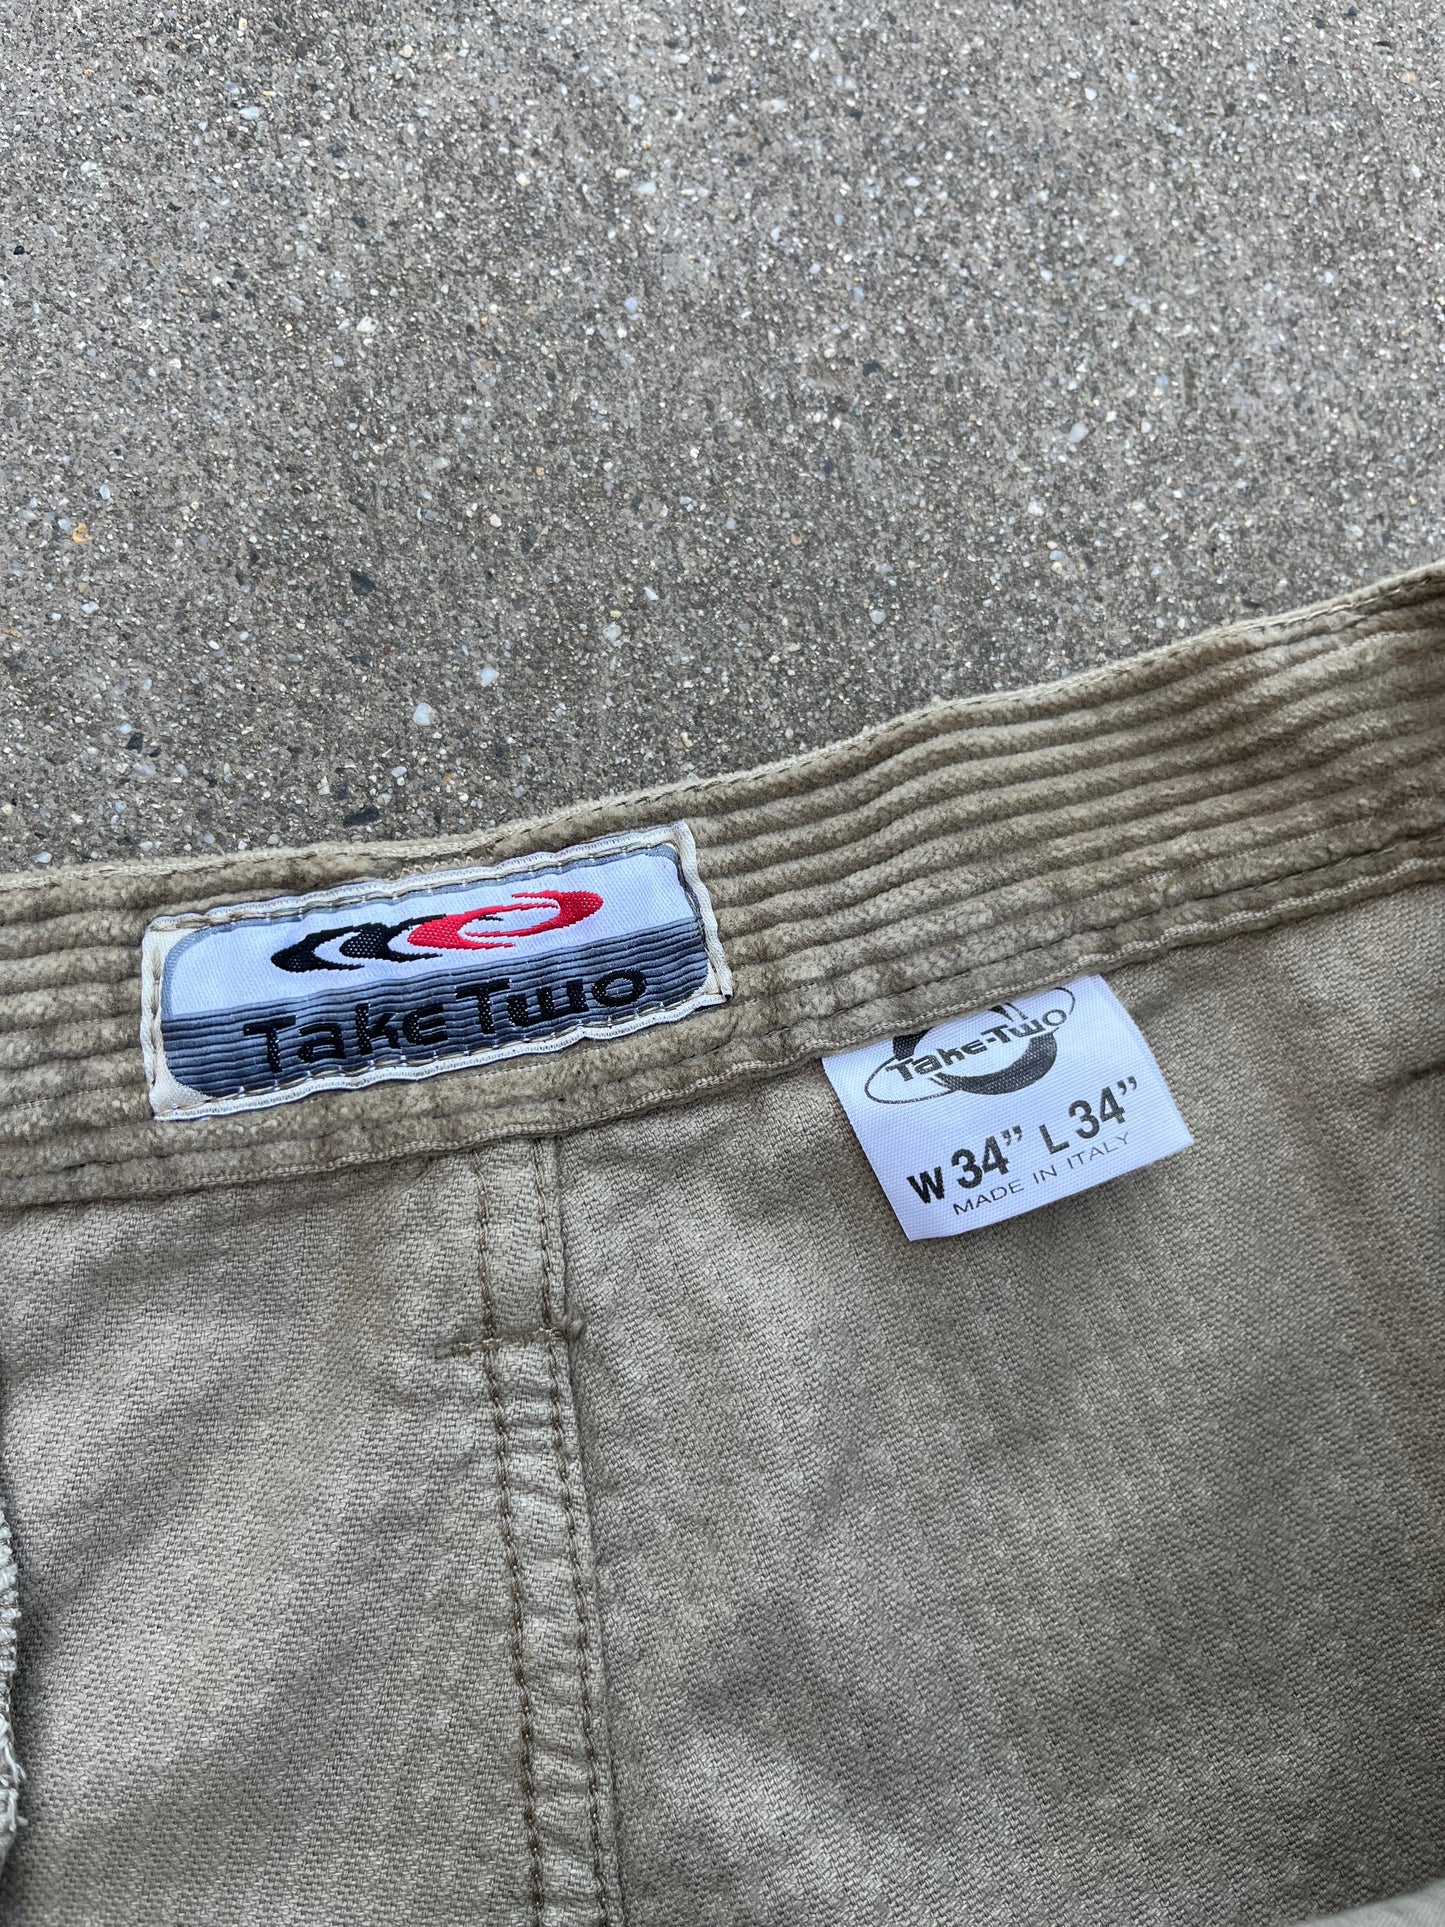 Take Two
Take-Two
W 34” L 34”
MADE IN ITALY